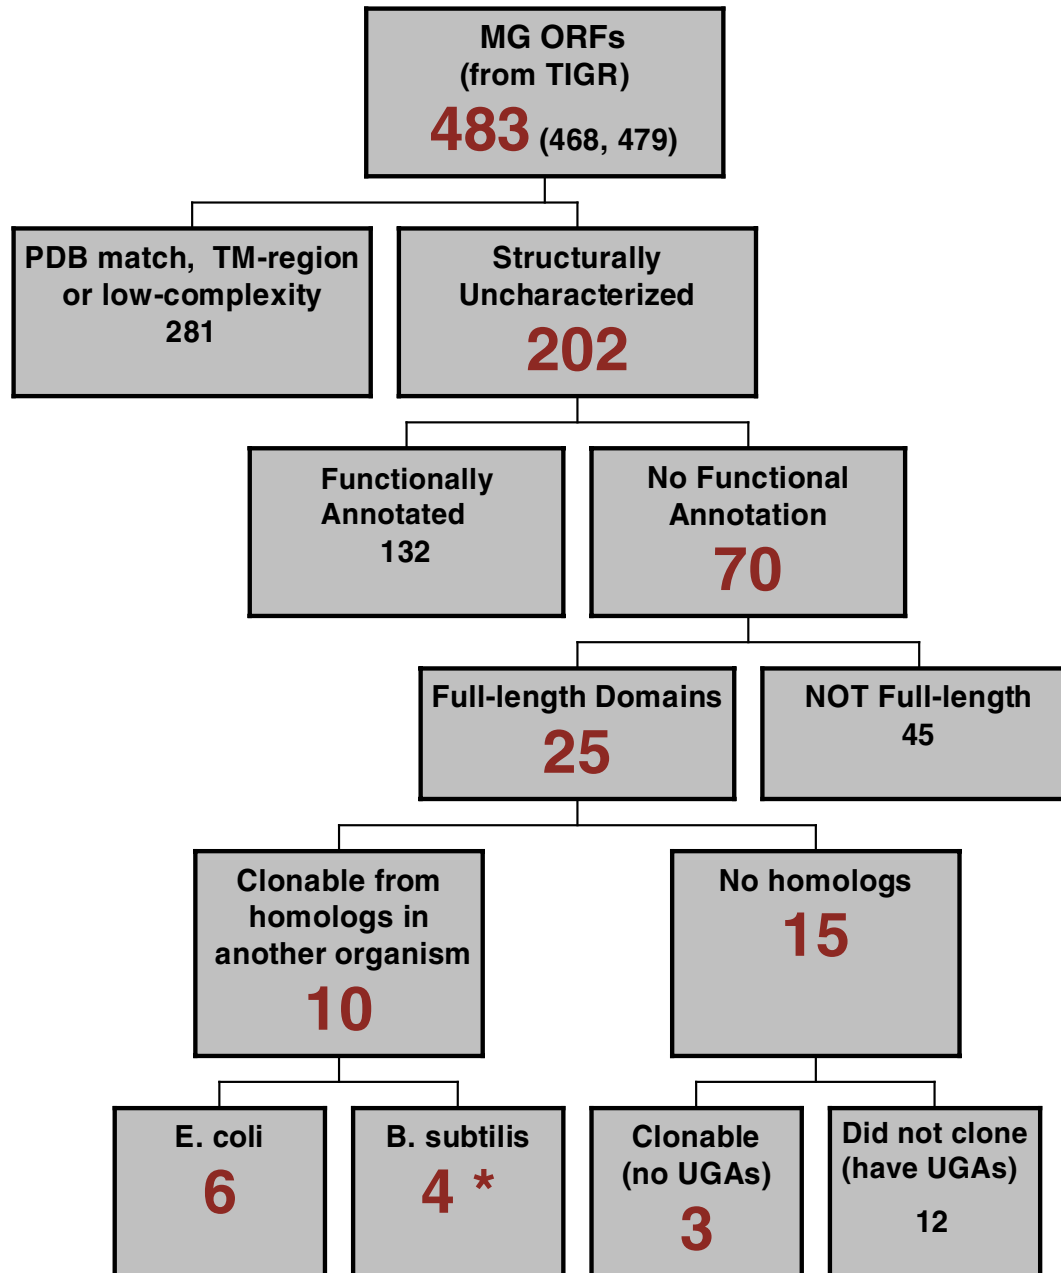 MG ORFs
(from TIGR)
483 (468, 479)
PDB match, TM-region
or low-complexity
281
Structurally
Uncharacterized
202
Functionally
Annotated
132
No Functional
Annotation
70
Full-length Domains
25
NOT Full-length
45
Clonable from
homologs in
another organism
10
No homologs
15
E. coli
6
B. subtilis
4 *
Clonable
(no UGAs)
3
Did not clone
(have UGAs)
12